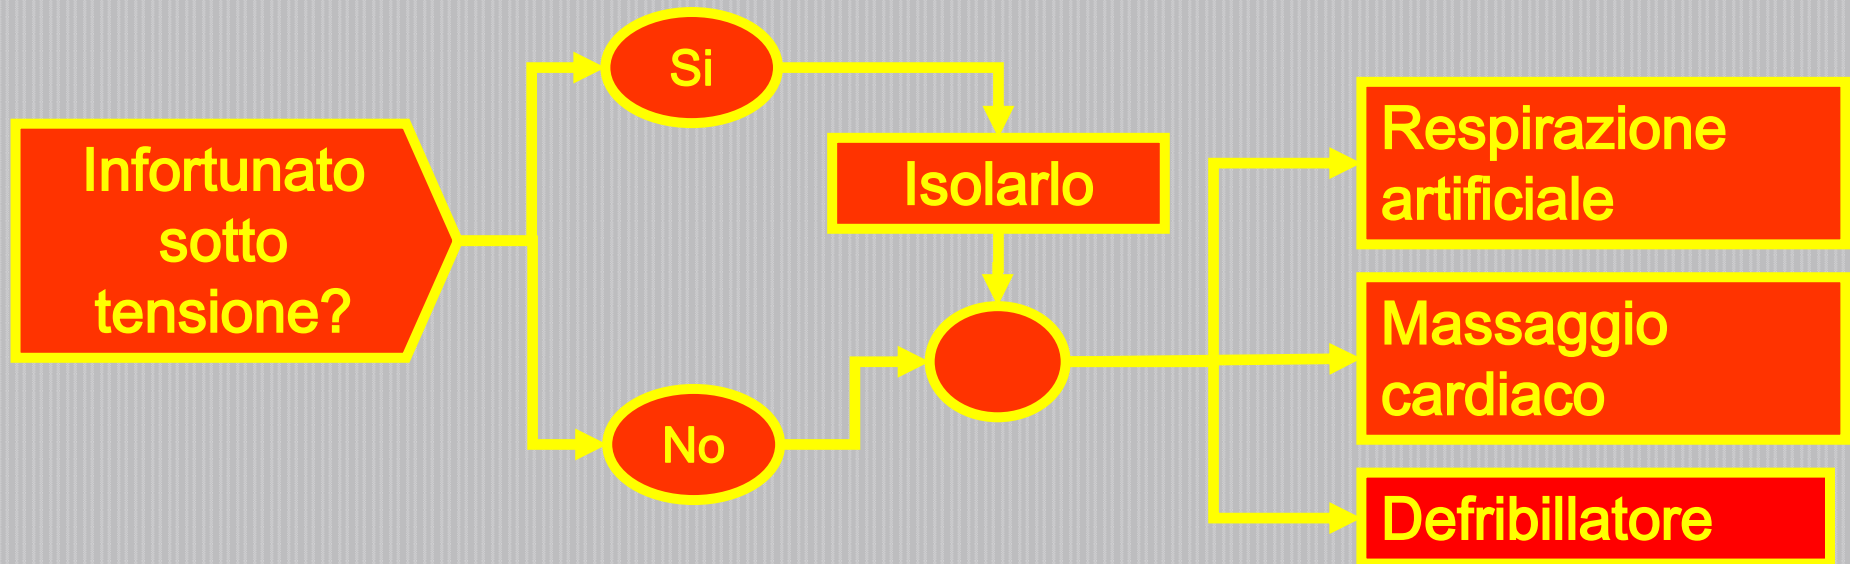 Infortunato
sotto
tensione?
Si
Isolarlo
No
Respirazione
artificiale
Massaggio
cardiaco
Defribillatore